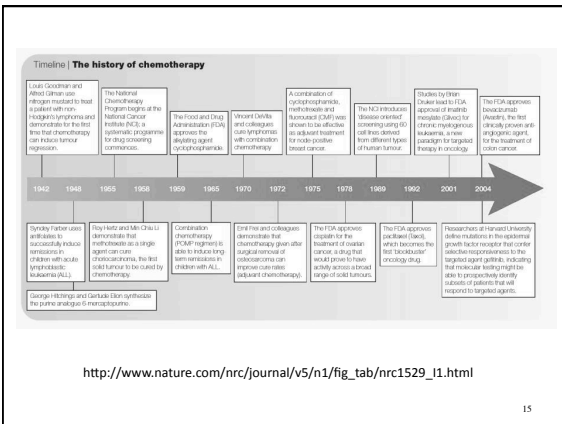 Timeline | The history of chemotherapy
Louis Goodman and
Alfred Gilman use
nitrogen mustard to treat
a patient with non-
Hodgkin's lymphoma and
demonstrate for the first
time that chemotherapy
can induce tumour
regression.
The National
Chemotherapy
Program begins at the
National Cancer
Institute (NCI); a
systematic programme
for drug screening
commences.
The Food and Drug
Administration (FDA)
approves the
alkylating agent
cyclophosphamide.
Vincent DeVita
and colleagues
cure lymphomas
with combination
chemotherapy
A combination of
cyclophosphamide,
methotrexate and
fluorouracil (CMF) was
shown to be effective
as adjuvant treatment
for node-positive
breast cancer.
The NCI introduces
'disease oriented'
screening using 60
cell lines derived
from different types
of human tumour.
Studies by Brian
Druker lead to FDA
approval of imatinib
mesylate (Glivec) for
chronic myelogenous
leukaemia, a new
paradigm for targeted
therapy in oncology.
The FDA approves
bevacizumab
(Avastin), the first
clinically proven anti-
angiogenic agent,
for the treatment of
colon cancer.
1942 1948 1955 1958 1959 1965 1970 1972 1975 1978 1989 1992 2001 2004
Sydney Farber uses
antifolates to
successfully induce
remissions in
children with acute
lymphoblastic
leukaemia (ALL).
George Hitchings and Gertrude Elion synthesize
the purine analogue 6-mercaptopurine.
Roy Hertz and Min Chiu Li
demonstrate that
methotrexate as a single
agent can cure
choriocarcinoma, the first
solid tumour to be cured by
chemotherapy.
Combination
chemotherapy
(POMP regimen) is
able to induce long-
term remissions in
children with ALL.
Emil Frei and colleagues
demonstrate that
chemotherapy given after
surgical removal of
osteosarcoma can
improve cure rates
(adjuvant chemotherapy).
The FDA approves
cisplatin for the
treatment of ovarian
cancer, a drug that
would prove to have
activity across a broad
range of solid tumours.
The FDA approves
paclitaxel (Taxol),
which becomes the
first 'blockbuster'
oncology drug.
Researchers at Harvard University
define mutations in the epidermal
growth factor receptor that confer
selective responsiveness to the
targeted agent gefitinib, indicating
that molecular testing might be
able to prospectively identify
subsets of patients that will
respond to targeted agents.
http://www.nature.com/nrc/journal/v5/n1/fig_tab/nrc1529_I1.html
15